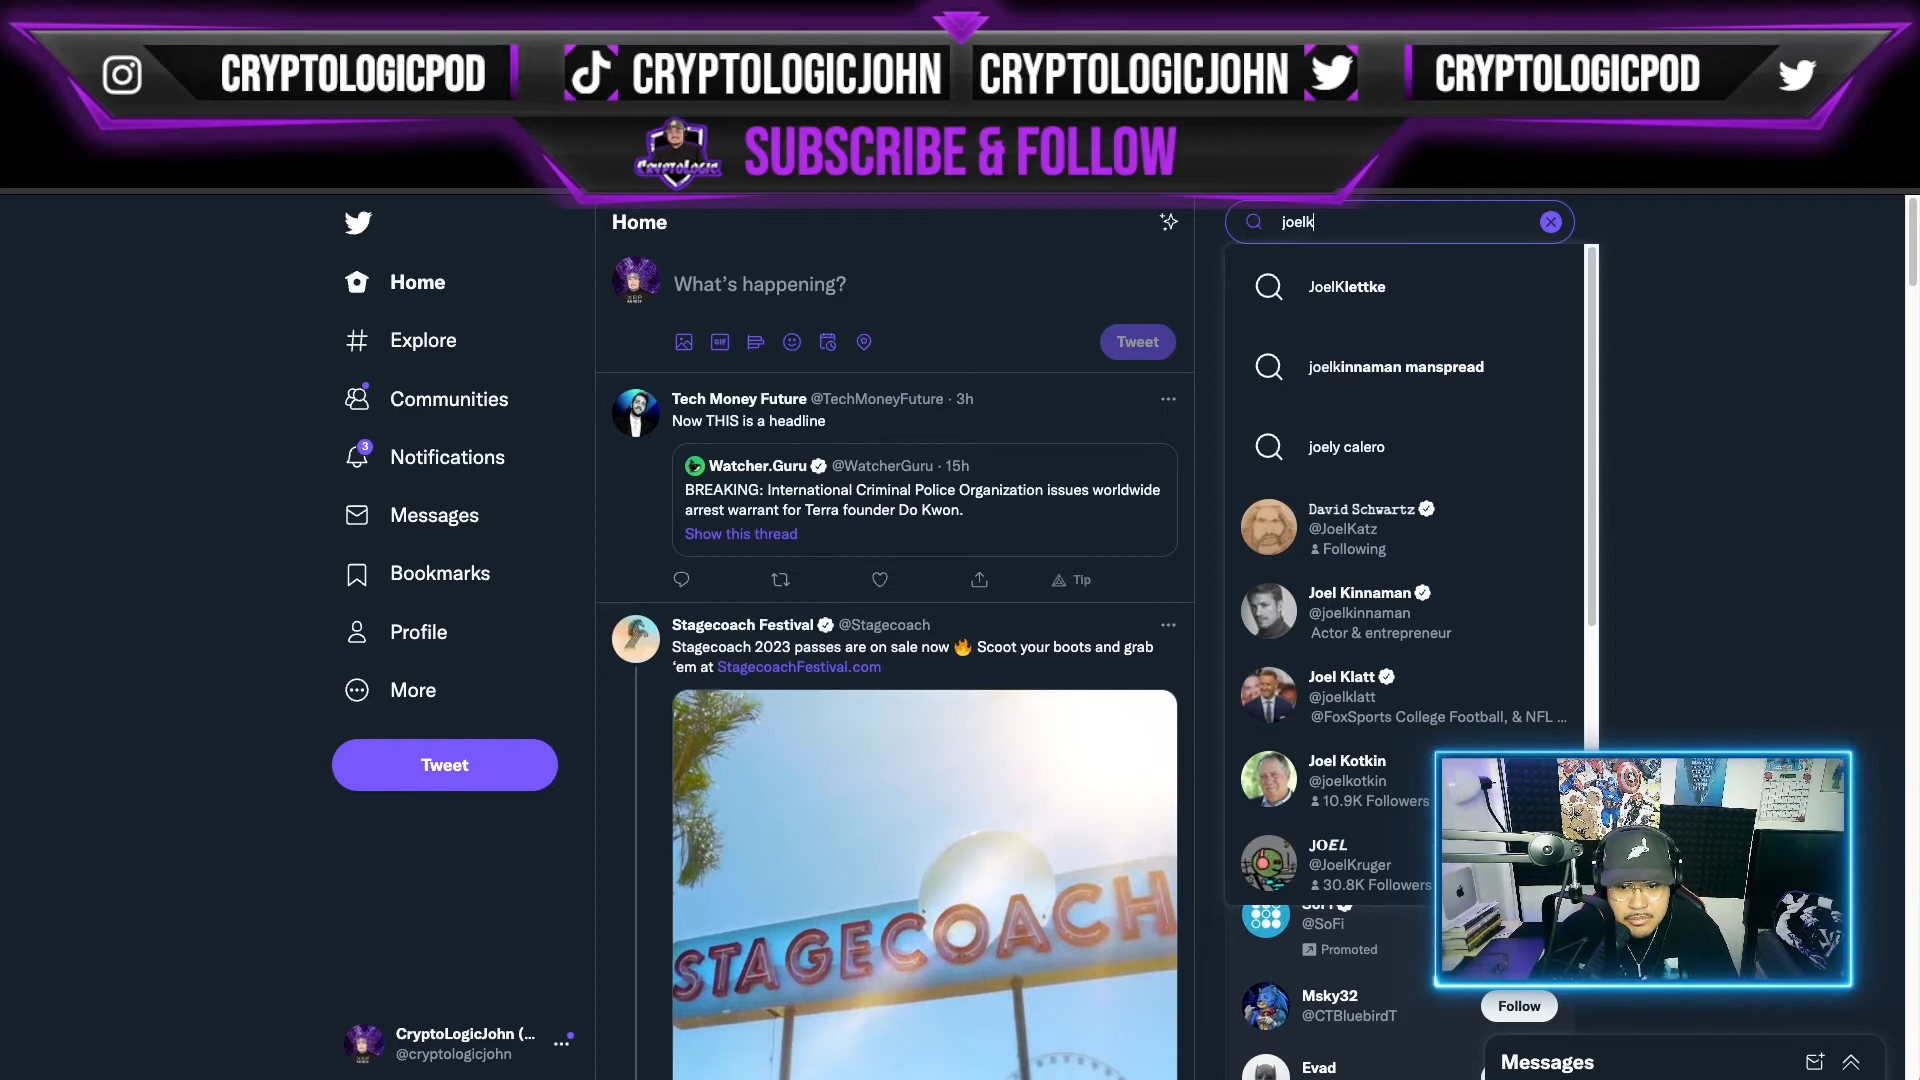 CRYPTOLOGICPOD
CRYPTOLOGICJOHN
CRYPTOLOGICJOHN
CRYPTOLOGICPOD
CRYPTOLOGIC
SUBSCRIBE & FOLLOW
Home
Explore
Communities
3
Notifications
Messages
Bookmarks
Profile
More
Tweet
CryptoLogicJohn (...
@cryptologicjohn
Home
What's happening?
GIF
Tweet
Tech Money Future @TechMoneyFuture · 3h
Now THIS is a headline
Watcher.Guru @WatcherGuru · 15h
BREAKING: International Criminal Police Organization issues worldwide
arrest warrant for Terra founder Do Kwon.
Show this thread
Tip
Stagecoach Festival @Stagecoach
Stagecoach 2023 passes are on sale now 🔥 Scoot your boots and grab
‘em at StagecoachFestival.com
STAGECOACH
joelk
JoelKlettke
joelkinnaman manspread
joely calero
David Schwartz
@JoelKatz
Following
Joel Kinnaman
@joelkinnaman
Actor & entrepreneur
Joel Klatt
@joelklatt
@FoxSports College Football, & NFL ...
Joel Kotkin
@joelkotkin
10.9K Followers
JOEL
@JoelKruger
30.8K Followers
SoFi
@SoFi
Promoted
Msky32
@CTBluebirdT
Follow
Evad
Messages